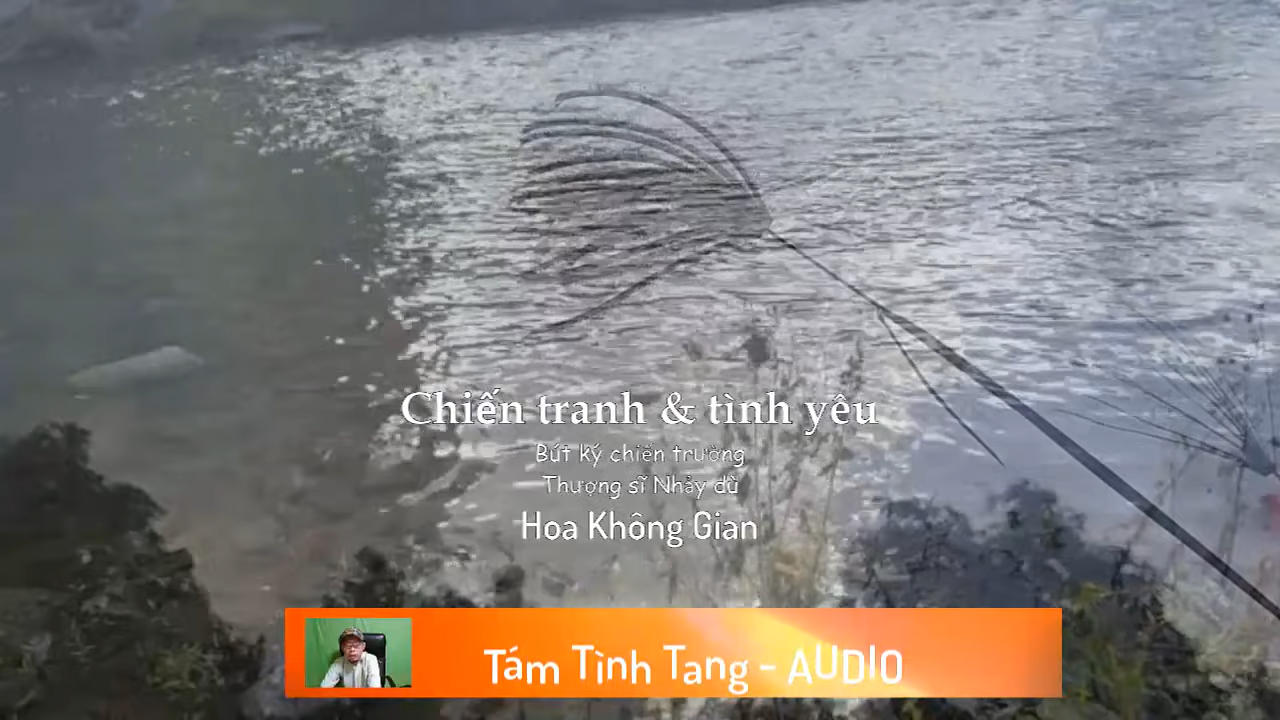 Chiến tranh & tình yêu
Bút ký chiến trường
Thượng sĩ Nhảy dù
Hoa Không Gian
Tám Tình Tang - AUDIO